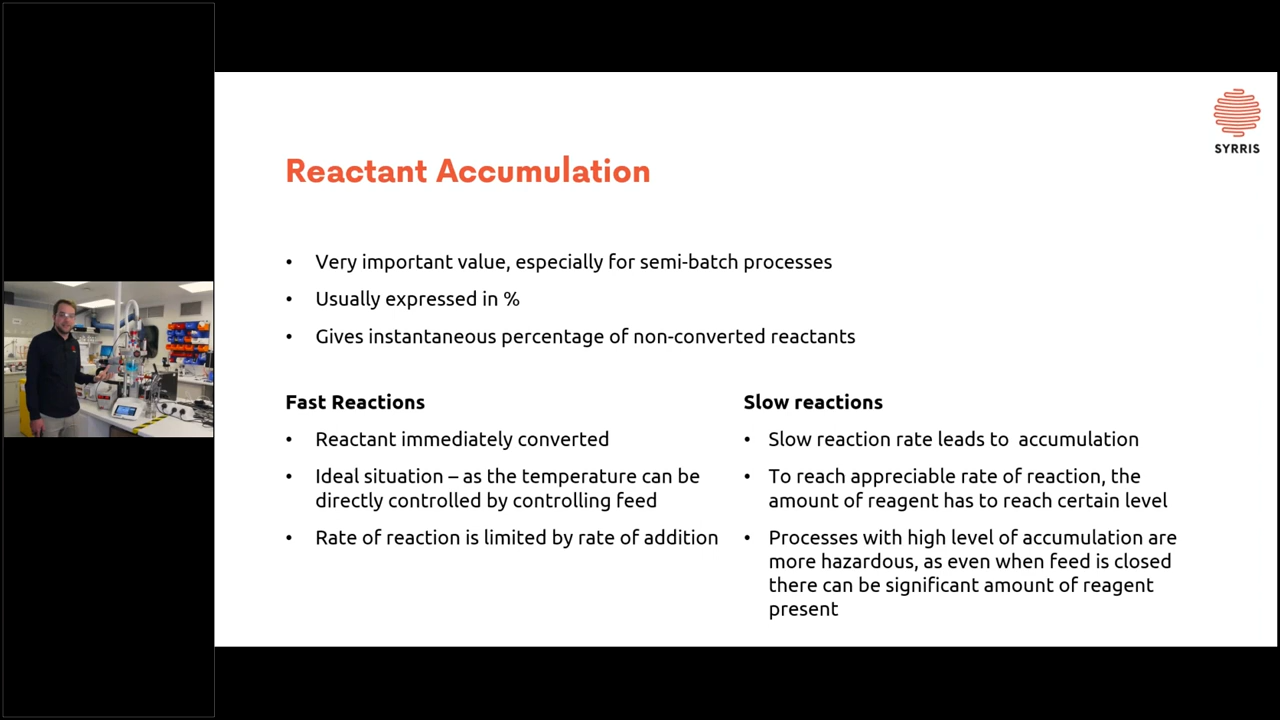 SYRRIS
Reactant Accumulation
• Very important value, especially for semi-batch processes
• Usually expressed in %
• Gives instantaneous percentage of non-converted reactants
Fast Reactions
• Reactant immediately converted
• Ideal situation – as the temperature can be
directly controlled by controlling feed
• Rate of reaction is limited by rate of addition
Slow reactions
• Slow reaction rate leads to  accumulation
• To reach appreciable rate of reaction, the
amount of reagent has to reach certain level
• Processes with high level of accumulation are
more hazardous, as even when feed is closed
there can be significant amount of reagent
present